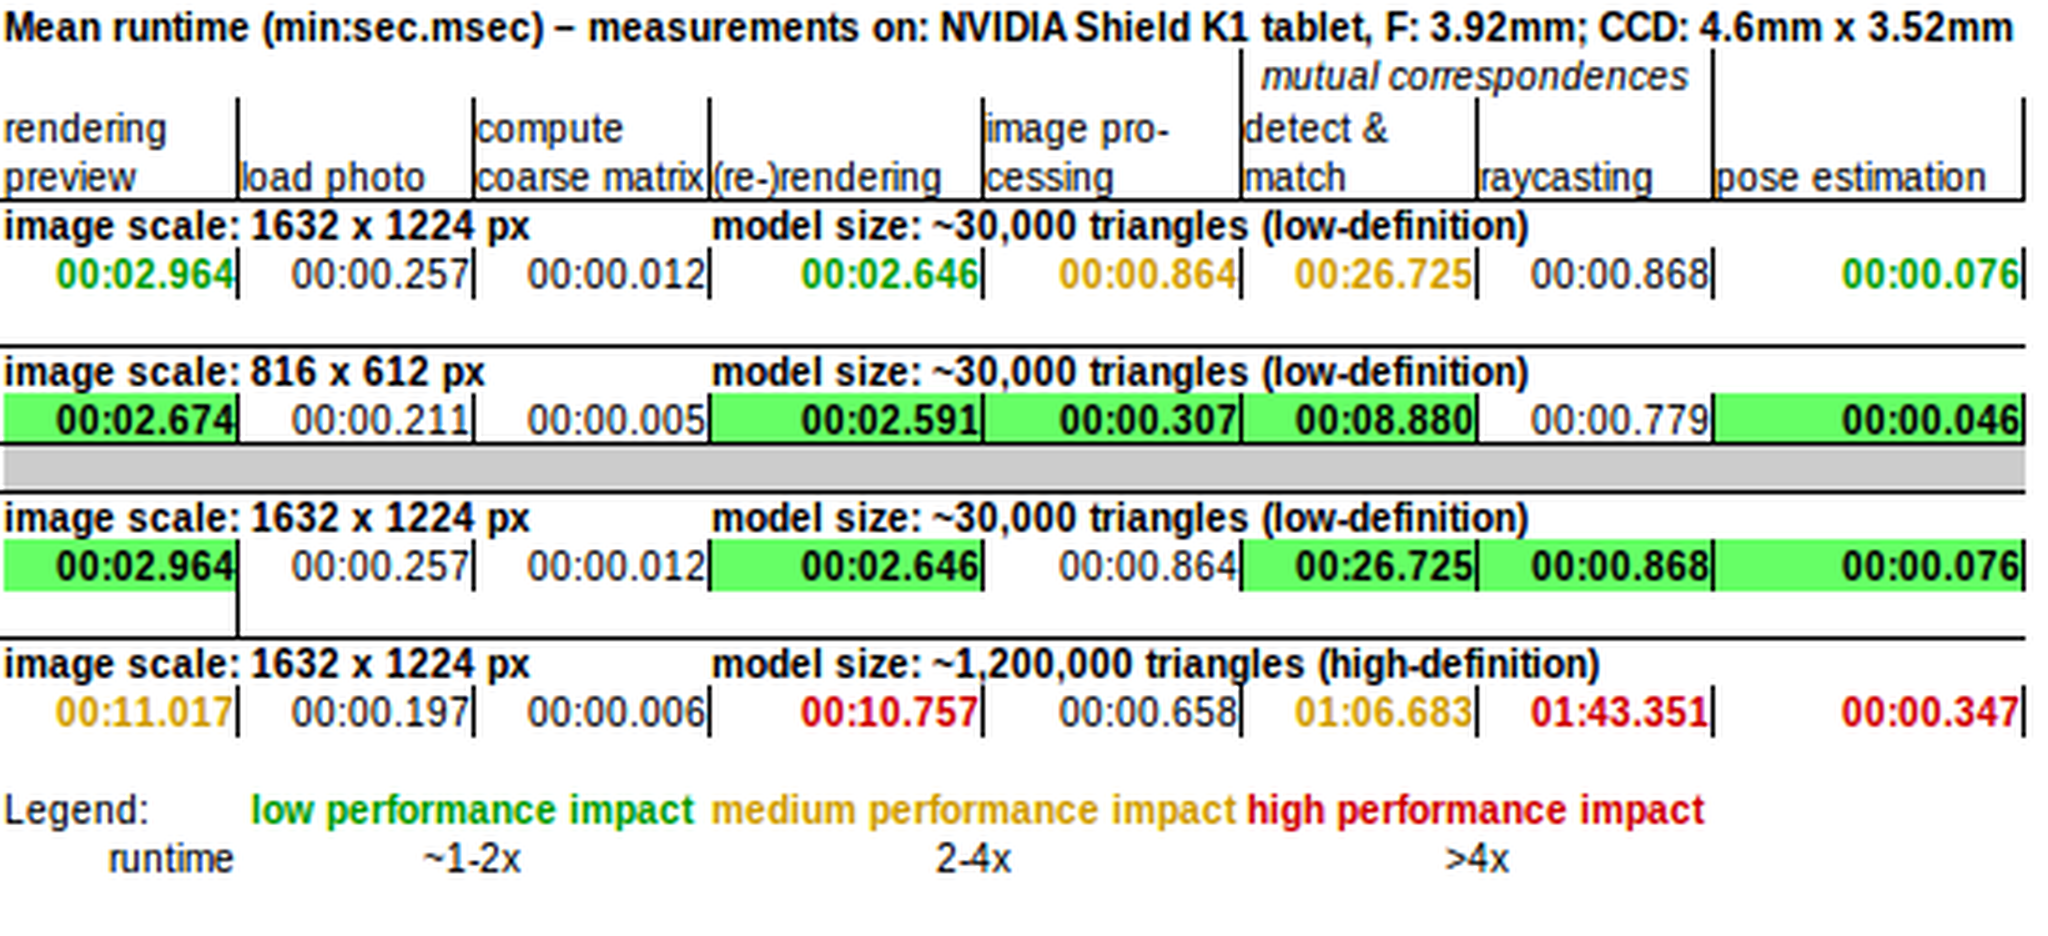 Mean runtime (min:sec.msec) – measurements on: NVIDIA Shield K1 tablet, F: 3.92mm; CCD: 4.6mm x 3.52mm
mutual correspondences
rendering compute image pro- detect &
preview load photo coarse matrix (re-)rendering cessing match raycasting pose estimation
image scale: 1632 x 1224 px model size: ~30,000 triangles (low-definition)
00:02.964 00:00.257 00:00.012 00:02.646 00:00.864 00:26.725 00:00.868 00:00.076
image scale: 816 x 612 px model size: ~30,000 triangles (low-definition)
00:02.674 00:00.211 00:00.005 00:02.591 00:00.307 00:08.880 00:00.779 00:00.046
image scale: 1632 x 1224 px model size: ~30,000 triangles (low-definition)
00:02.964 00:00.257 00:00.012 00:02.646 00:00.864 00:26.725 00:00.868 00:00.076
image scale: 1632 x 1224 px model size: ~1,200,000 triangles (high-definition)
00:11.017 00:00.197 00:00.006 00:10.757 00:00.658 01:06.683 01:43.351 00:00.347
Legend: low performance impact medium performance impact high performance impact
runtime ~1-2x 2-4x >4x